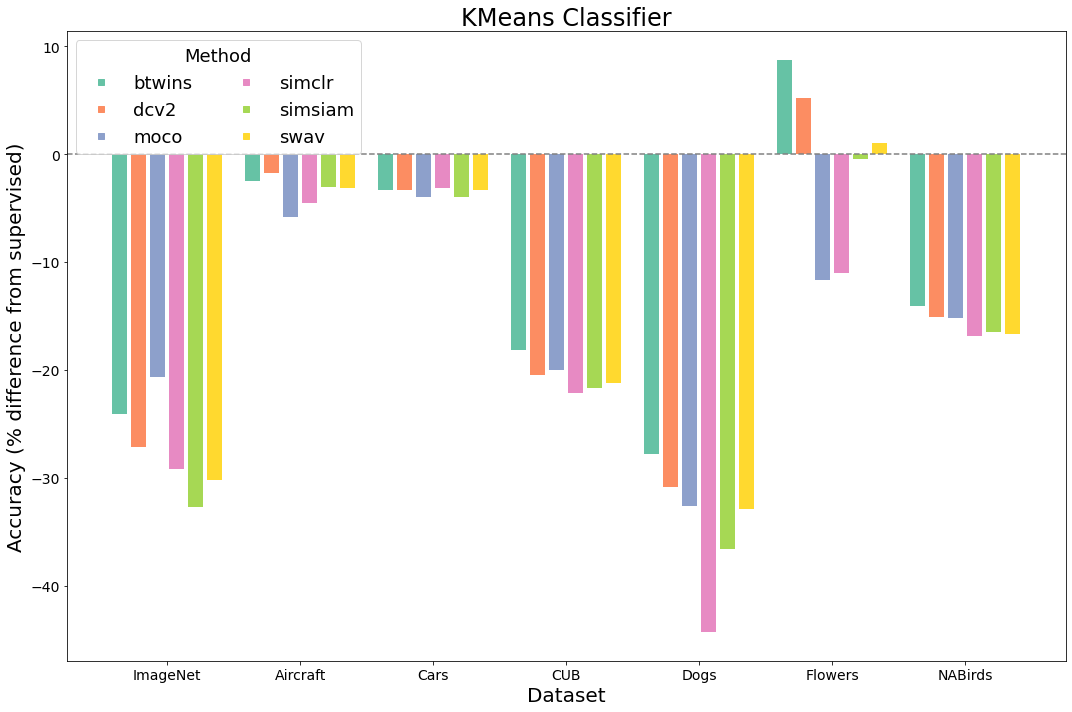 KMeans Classifier
Method
btwins
dcv2
moco
simclr
simsiam
swav
Accuracy (% difference from supervised)
10
0
−10
−20
−30
−40
ImageNet Aircraft Cars CUB Dogs Flowers NABirds
Dataset